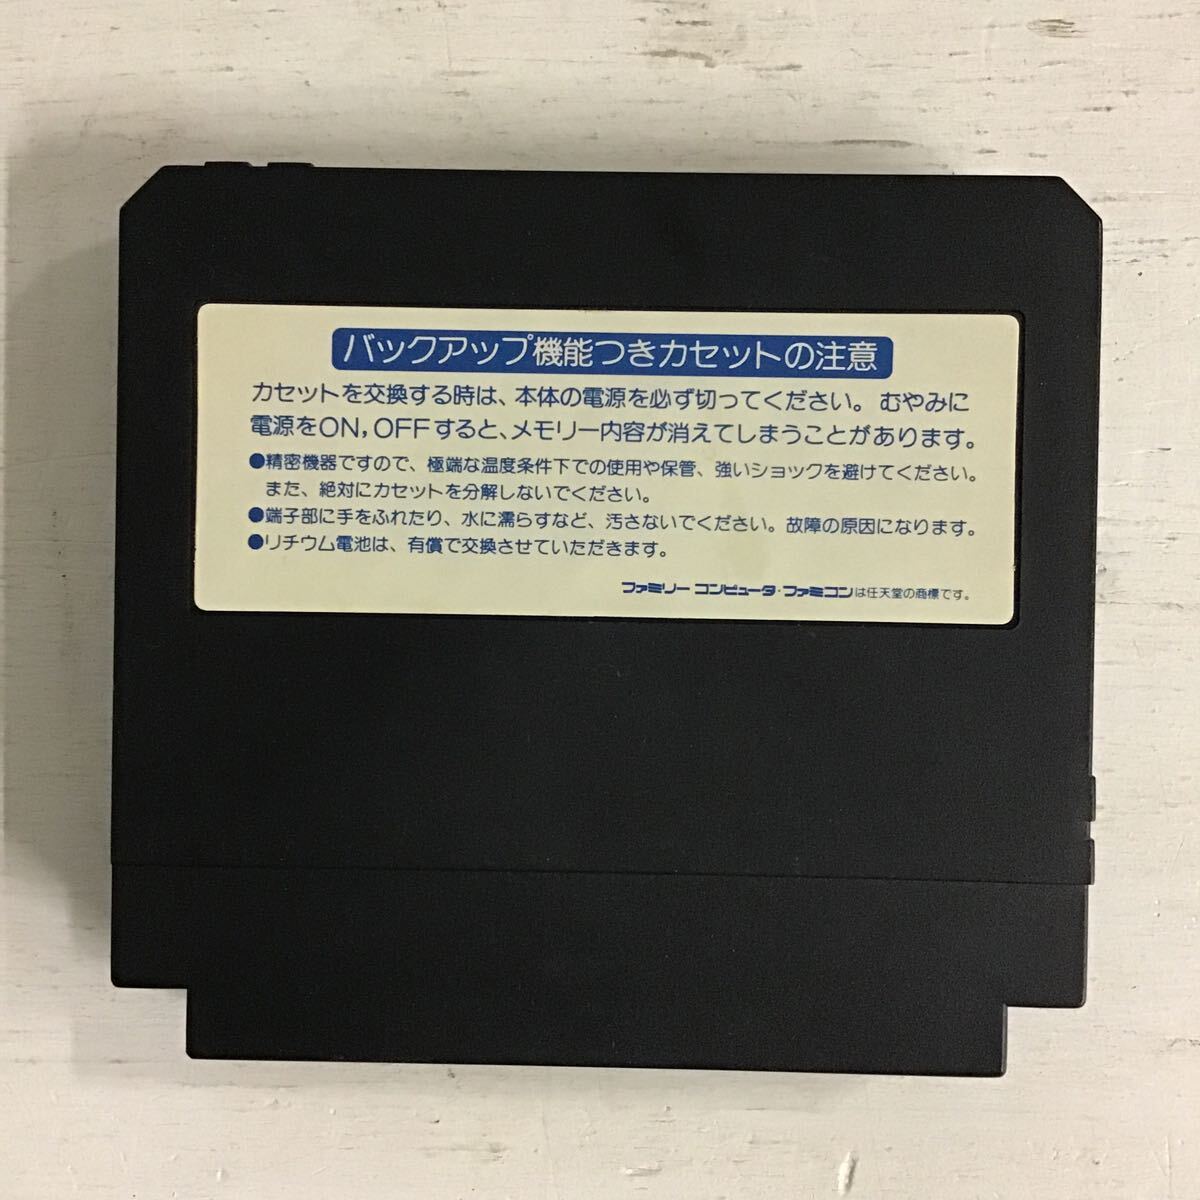 バックアップ機能つきカセットの注意
カセットを交換する時は、本体の電源を必ず切ってください。むやみに
電源をON,OFFすると、メモリー内容が消えてしまうことがあります。
●精密機器ですので、極端な温度条件下での使用や保管、強いショックを避けてください。
また、絶対にカセットを分解しないでください。
●端子部に手をふれたり、水に濡らすなど、汚さないでください。故障の原因になります。
●リチウム電池は、有償で交換させていただきます。
ファミリーコンピュータ・ファミコンは任天堂の商標です。